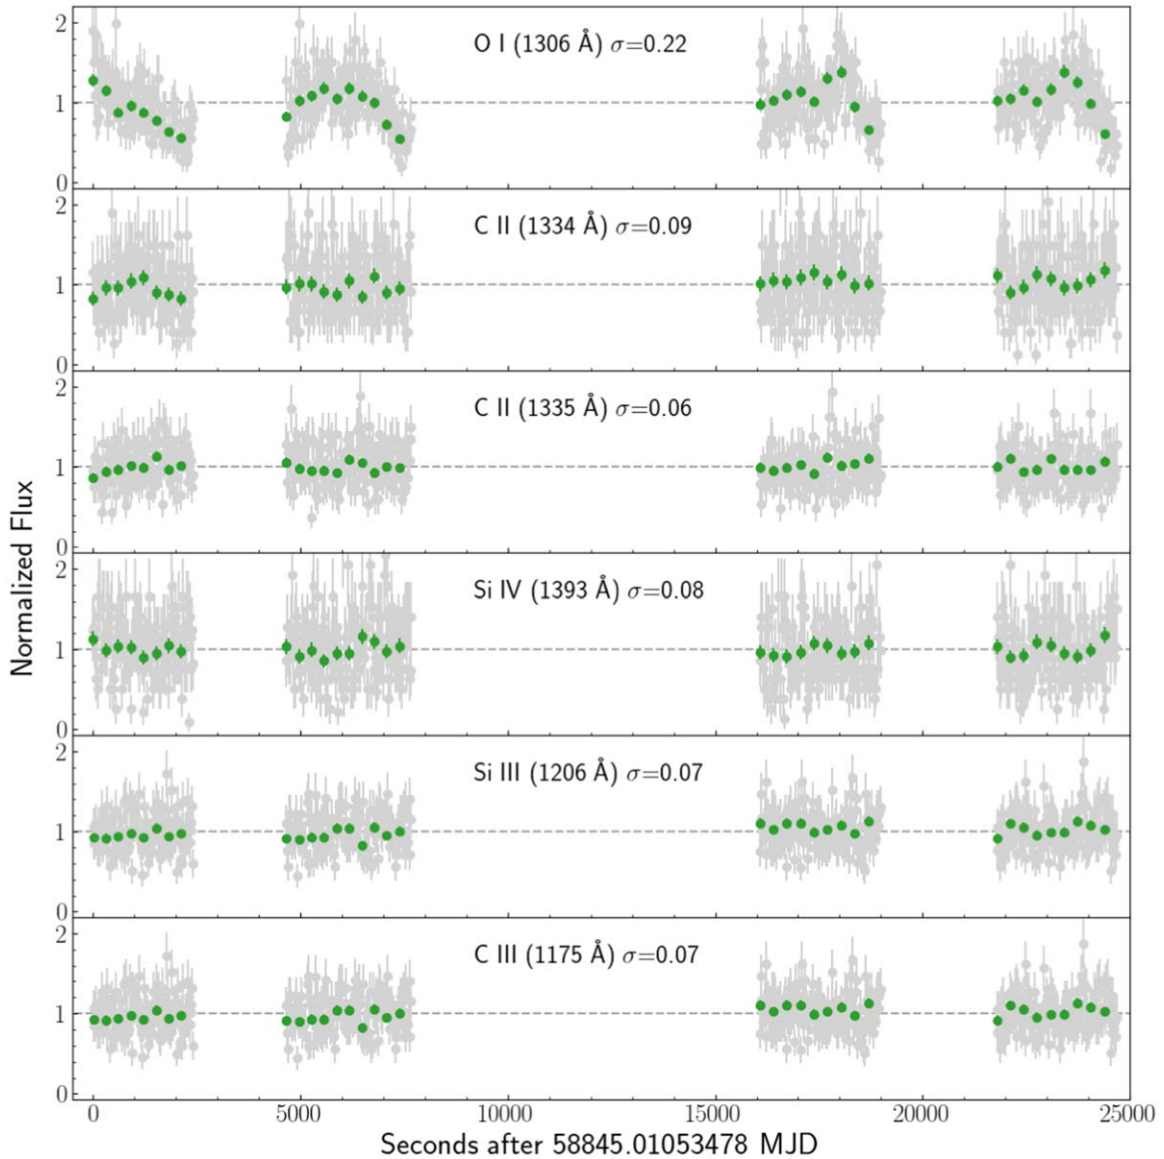 2
O I (1306 Å) σ=0.22
1
0
2
C II (1334 Å) σ=0.09
1
0
2
C II (1335 Å) σ=0.06
1
0
2
Si IV (1393 Å) σ=0.08
1
0
2
Si III (1206 Å) σ=0.07
1
0
2
C III (1175 Å) σ=0.07
1
0
Normalized Flux
0 5000 10000 15000 20000 25000
Seconds after 58845.01053478 MJD